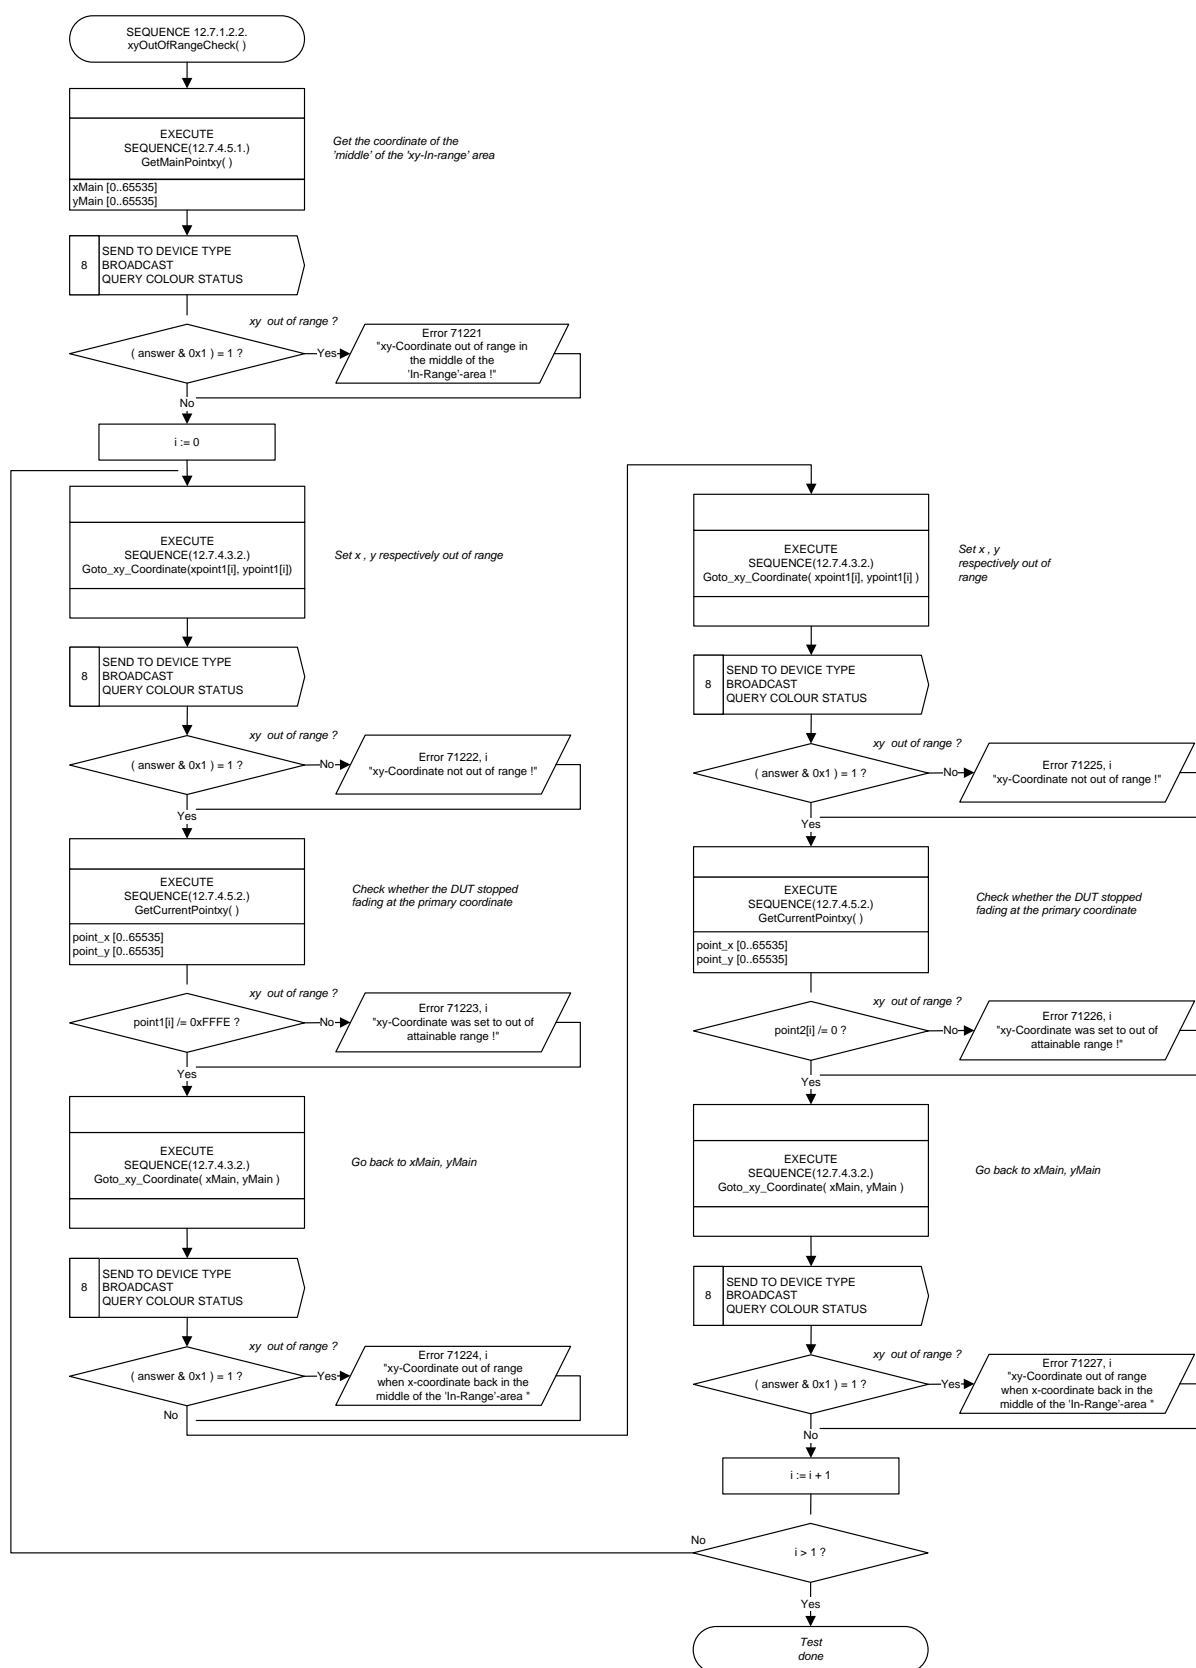 SEQUENCE 12.7.1.2.2.
xyOutOfRangeCheck( )
EXECUTE
SEQUENCE(12.7.4.5.1.)
GetMainPointxy( )
xMain [0..65535]
yMain [0..65535]
Get the coordinate of the
'middle' of the 'xy-In-range' area
8
SEND TO DEVICE TYPE
BROADCAST
QUERY COLOUR STATUS
xy out of range ?
( answer & 0x1 ) = 1 ?
Yes
Error 71221
"xy-Coordinate out of range in
the middle of the
'In-Range'-area !"
No
i := 0
EXECUTE
SEQUENCE(12.7.4.3.2.)
Goto_xy_Coordinate(xpoint1[i], ypoint1[i])
Set x , y respectively out of range
8
SEND TO DEVICE TYPE
BROADCAST
QUERY COLOUR STATUS
xy out of range ?
( answer & 0x1 ) = 1 ?
No
Error 71222, i
"xy-Coordinate not out of range !"
Yes
EXECUTE
SEQUENCE(12.7.4.5.2.)
GetCurrentPointxy( )
point_x [0..65535]
point_y [0..65535]
Check whether the DUT stopped
fading at the primary coordinate
xy out of range ?
point1[i] /= 0xFFFE ?
No
Error 71223, i
"xy-Coordinate was set to out of
attainable range !"
Yes
EXECUTE
SEQUENCE(12.7.4.3.2.)
Goto_xy_Coordinate( xMain, yMain )
Go back to xMain, yMain
8
SEND TO DEVICE TYPE
BROADCAST
QUERY COLOUR STATUS
xy out of range ?
( answer & 0x1 ) = 1 ?
Yes
Error 71224, i
"xy-Coordinate out of range
when x-coordinate back in the
middle of the 'In-Range'-area "
No
EXECUTE
SEQUENCE(12.7.4.3.2.)
Goto_xy_Coordinate( xpoint1[i], ypoint1[i] )
Set x , y
respectively out of
range
8
SEND TO DEVICE TYPE
BROADCAST
QUERY COLOUR STATUS
xy out of range ?
( answer & 0x1 ) = 1 ?
No
Error 71225, i
"xy-Coordinate not out of range !"
Yes
EXECUTE
SEQUENCE(12.7.4.5.2.)
GetCurrentPointxy( )
point_x [0..65535]
point_y [0..65535]
Check whether the DUT stopped
fading at the primary coordinate
xy out of range ?
point2[i] /= 0 ?
No
Error 71226, i
"xy-Coordinate was set to out of
attainable range !"
Yes
EXECUTE
SEQUENCE(12.7.4.3.2.)
Goto_xy_Coordinate( xMain, yMain )
Go back to xMain, yMain
8
SEND TO DEVICE TYPE
BROADCAST
QUERY COLOUR STATUS
xy out of range ?
( answer & 0x1 ) = 1 ?
Yes
Error 71227, i
"xy-Coordinate out of range
when x-coordinate back in the
middle of the 'In-Range'-area "
No
i := i + 1
No
i > 1 ?
Yes
Test
done